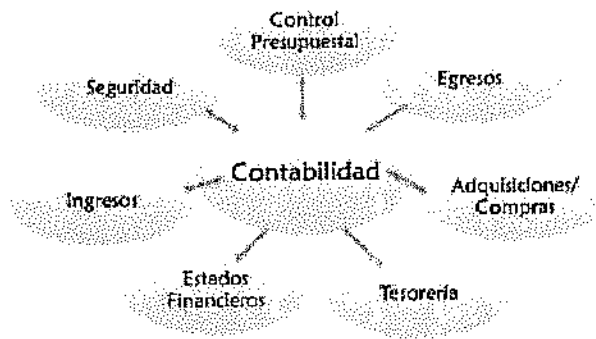 Control
Presupuestal
Seguridad
Egresos
Contabilidad
Ingresos
Adquisiciones/
Compras
Estados
Financieros
Tesorería